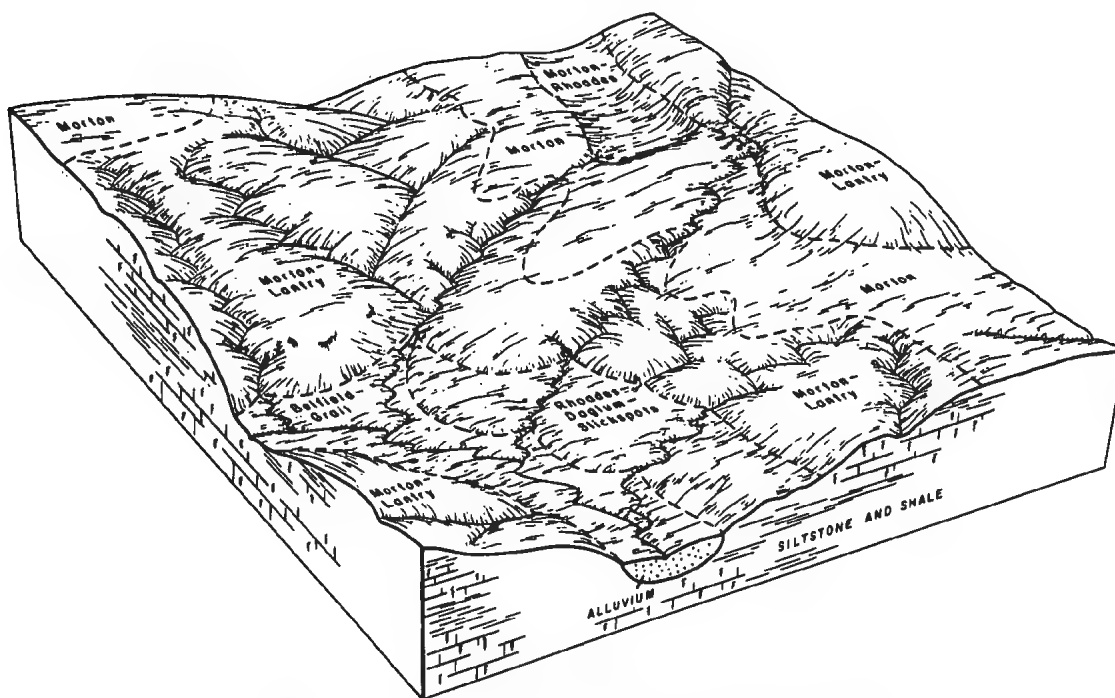 Morton-
Rhoades
Morton
Morton
Morton-
Lantry
Morton-
Lantry
Morton
Belfield-
Grail
Rhoades-
Daglum-
Slickspots
Morton-
Lantry
Morton-
Lantry
SILTSTONE AND SHALE
ALLUVIUM